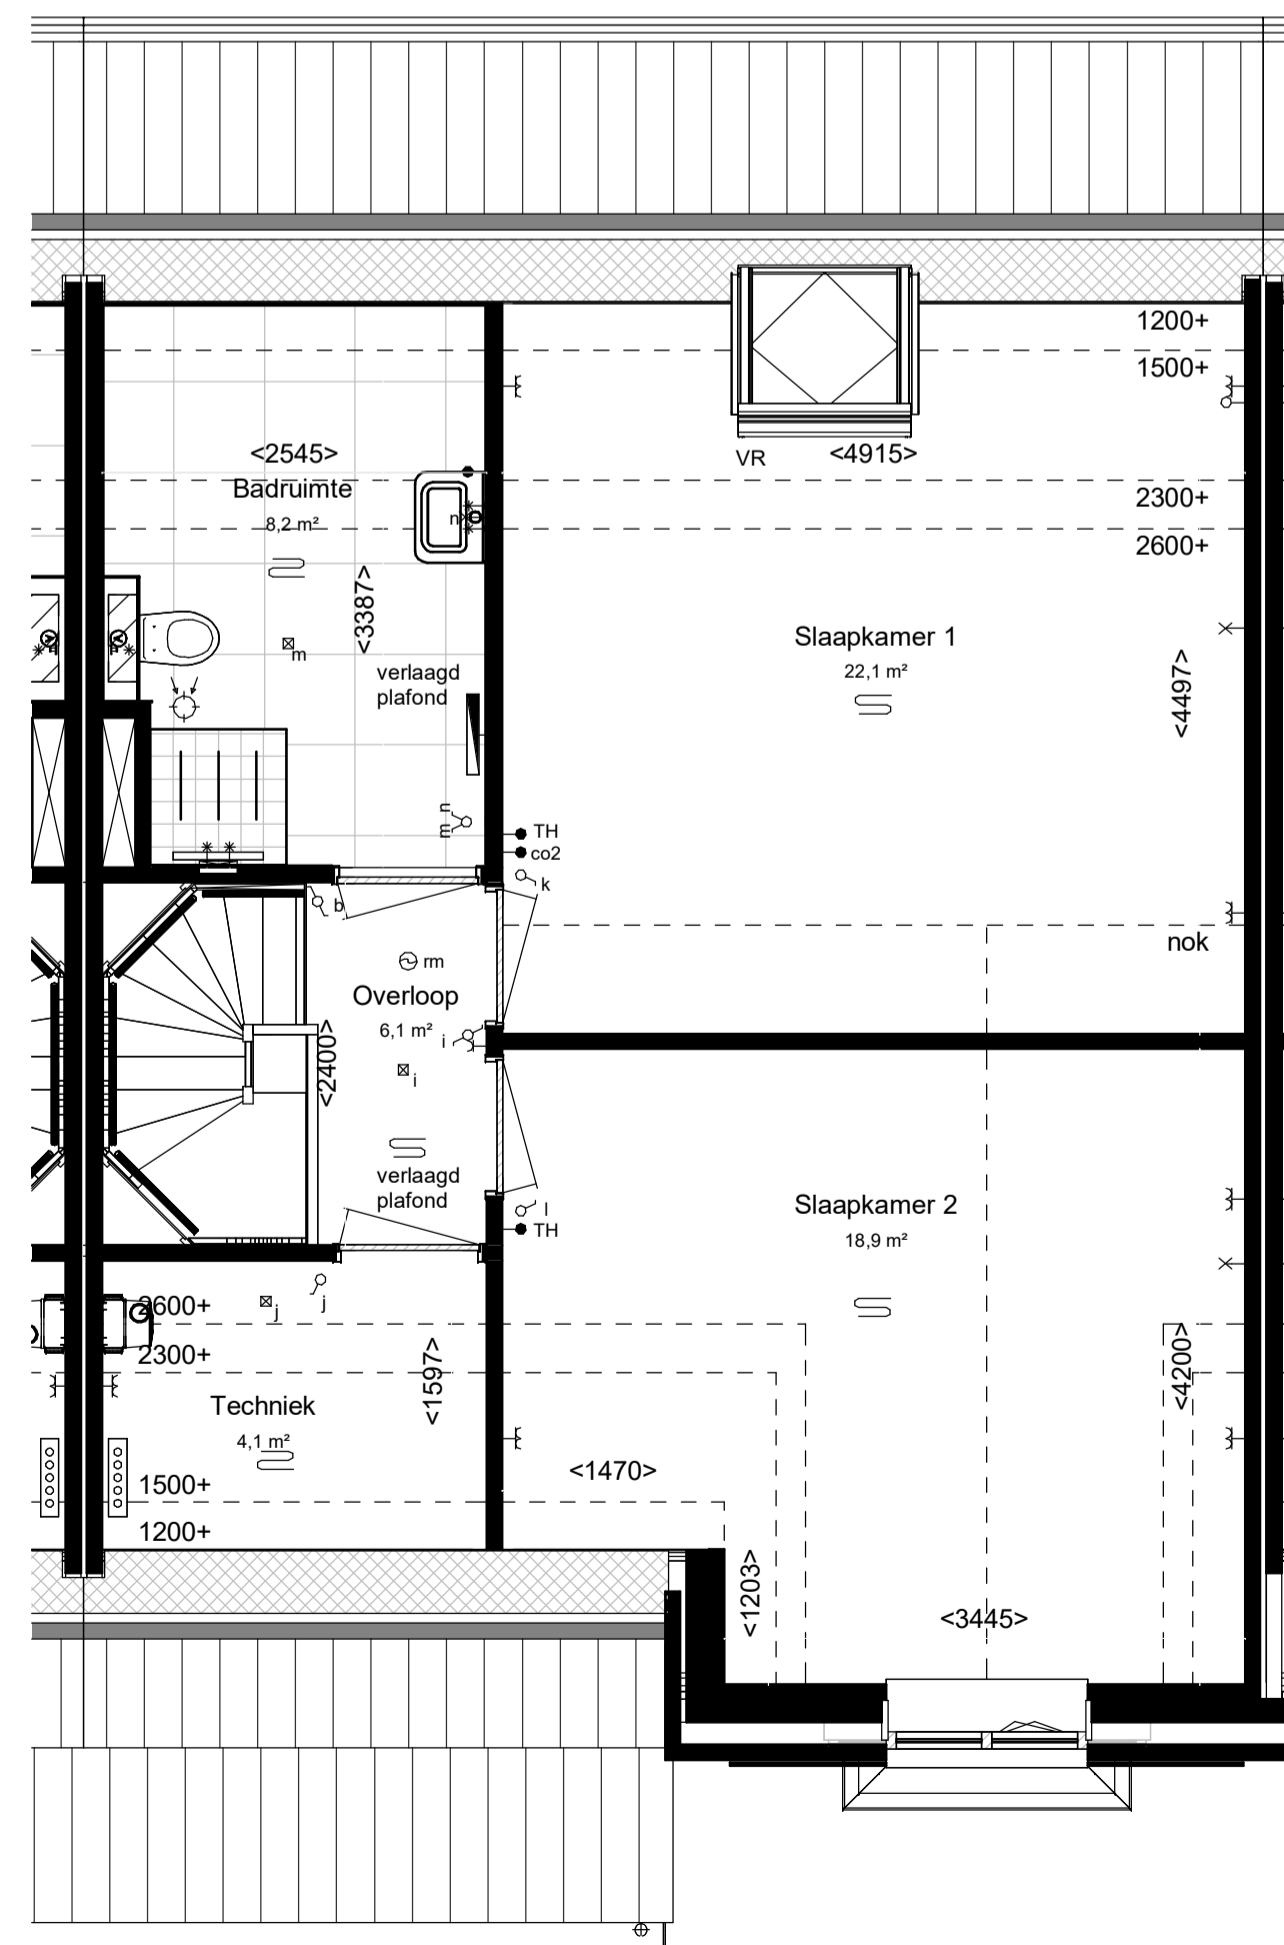 1200+
1500+
<2545>
Badruimte
8,2 m²
VR
<4915>
2300+
2600+
n
<3387>
m
verlaagd
plafond
Slaapkamer 1
22,1 m²
<4497>
m n
TH
co2
k
b
nok
rm
Overloop
6,1 m²
i
<2400>
i
verlaagd
plafond
Slaapkamer 2
18,9 m²
l
TH
2600+
j
j
2300+
<1597>
<4200>
Techniek
4,1 m²
<1470>
1500+
1200+
<1203>
<3445>